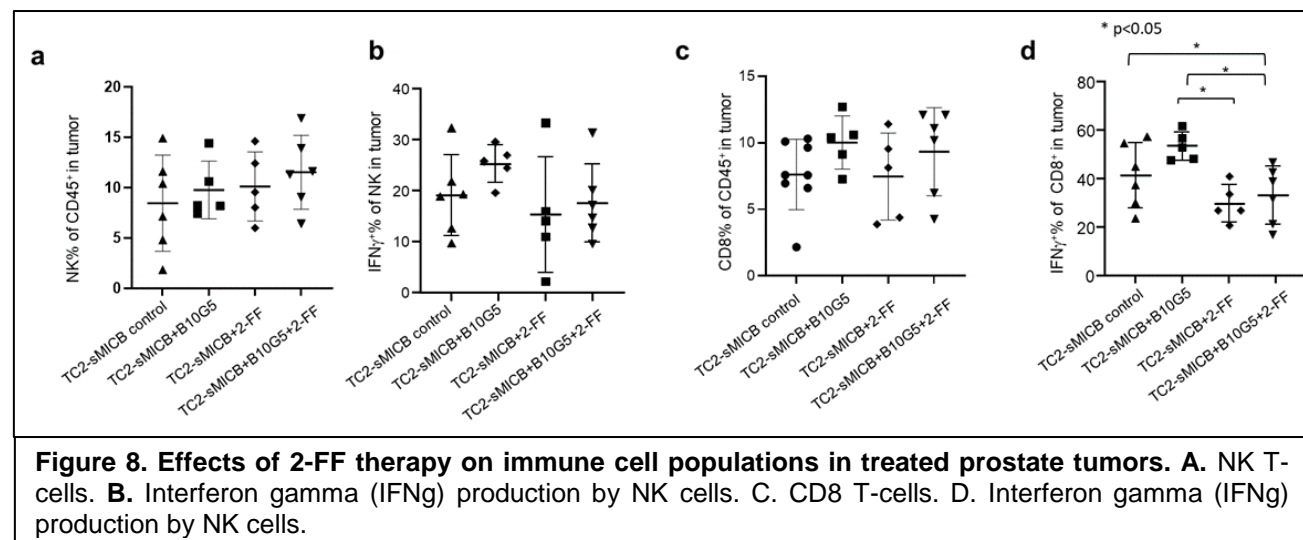 * p<0.05
a
b
c
d
*
*
*
NK% of CD45⁺ in tumor
20
15
10
5
0
TC2-sMICB control
TC2-sMICB+B10G5
TC2-sMICB+2-FF
TC2-sMICB+B10G5+2-FF
IFNγ⁺% of NK in tumor
40
30
20
10
0
TC2-sMICB control
TC2-sMICB+B10G5
TC2-sMICB+2-FF
TC2-sMICB+B10G5+2-FF
CD8% of CD45⁺ in tumor
15
10
5
0
TC2-sMICB control
TC2-sMICB+B10G5
TC2-sMICB+2-FF
TC2-sMICB+B10G5+2-FF
IFNγ⁺% of CD8⁺ in tumor
80
60
40
20
0
TC2-sMICB control
TC2-sMICB+B10G5
TC2-sMICB+2-FF
TC2-sMICB+B10G5+2-FF
Figure 8. Effects of 2-FF therapy on immune cell populations in treated prostate tumors. A. NK T-
cells. B. Interferon gamma (IFNg) production by NK cells. C. CD8 T-cells. D. Interferon gamma (IFNg)
production by NK cells.